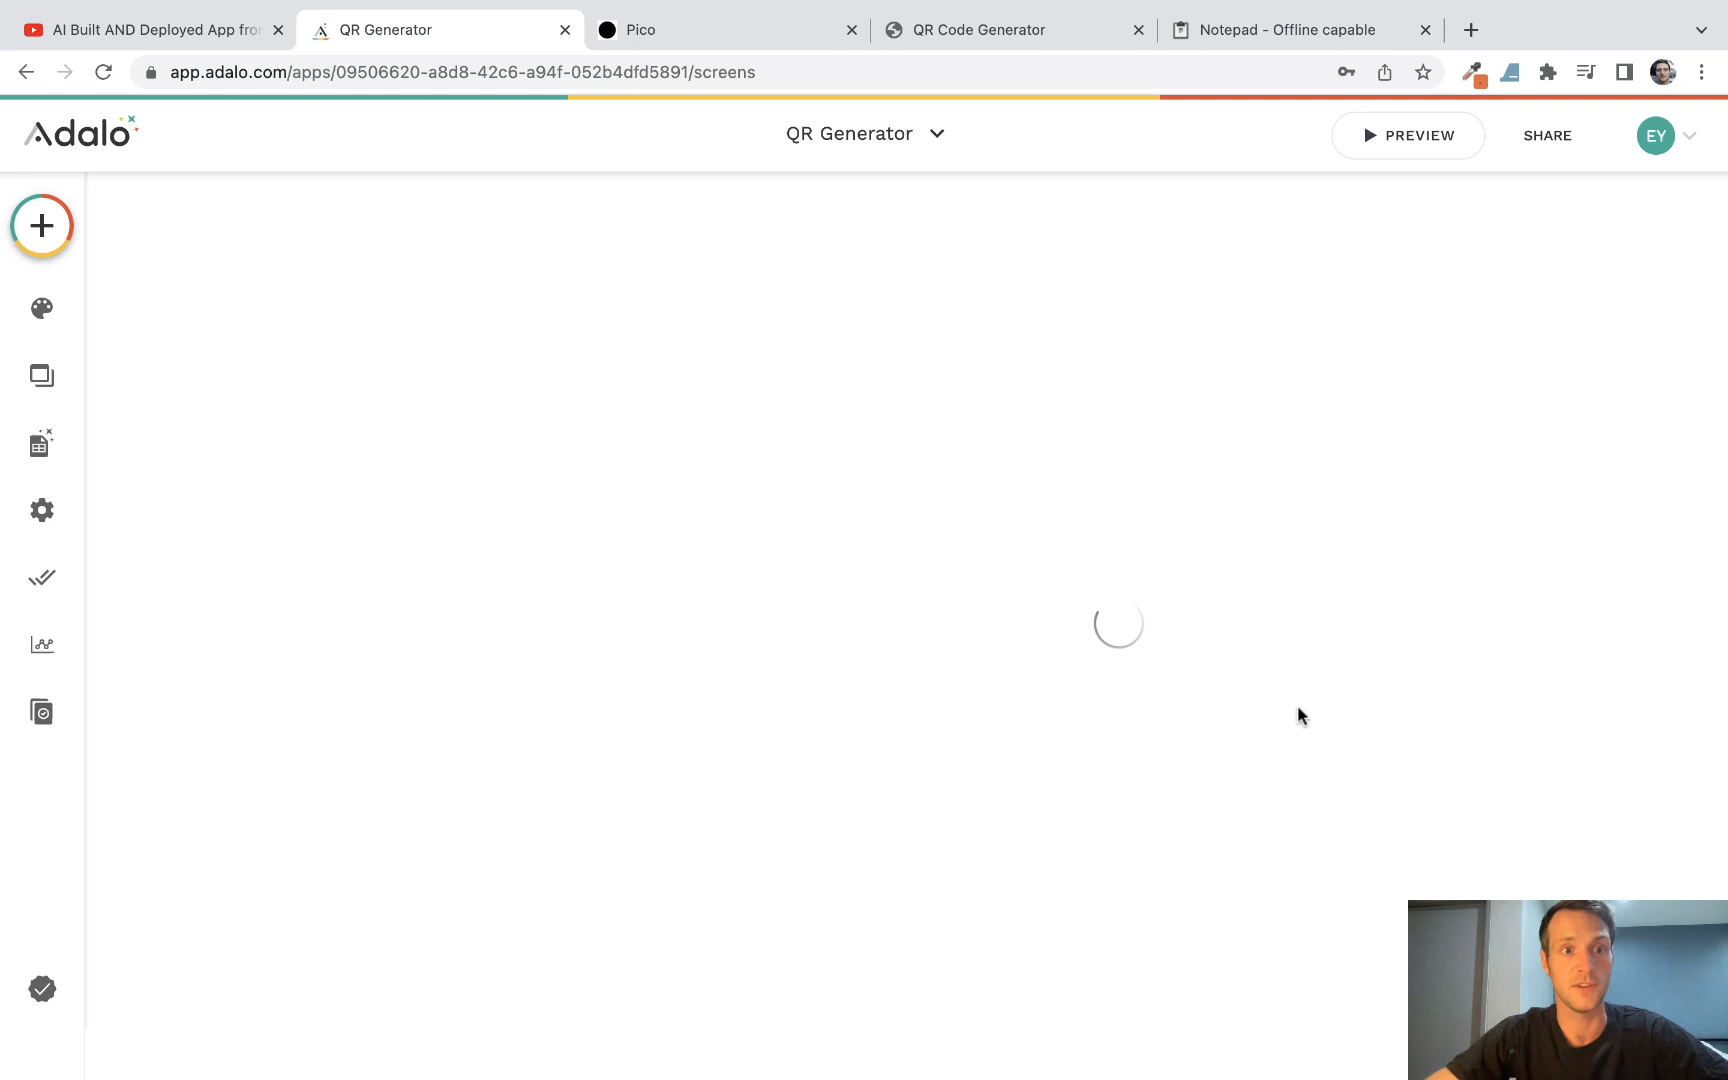 AI Built AND Deployed App fror
QR Generator
Pico
QR Code Generator
Notepad - Offline capable
app.adalo.com/apps/09506620-a8d8-42c6-a94f-052b4dfd5891/screens
Adalo
QR Generator
PREVIEW
SHARE
EY